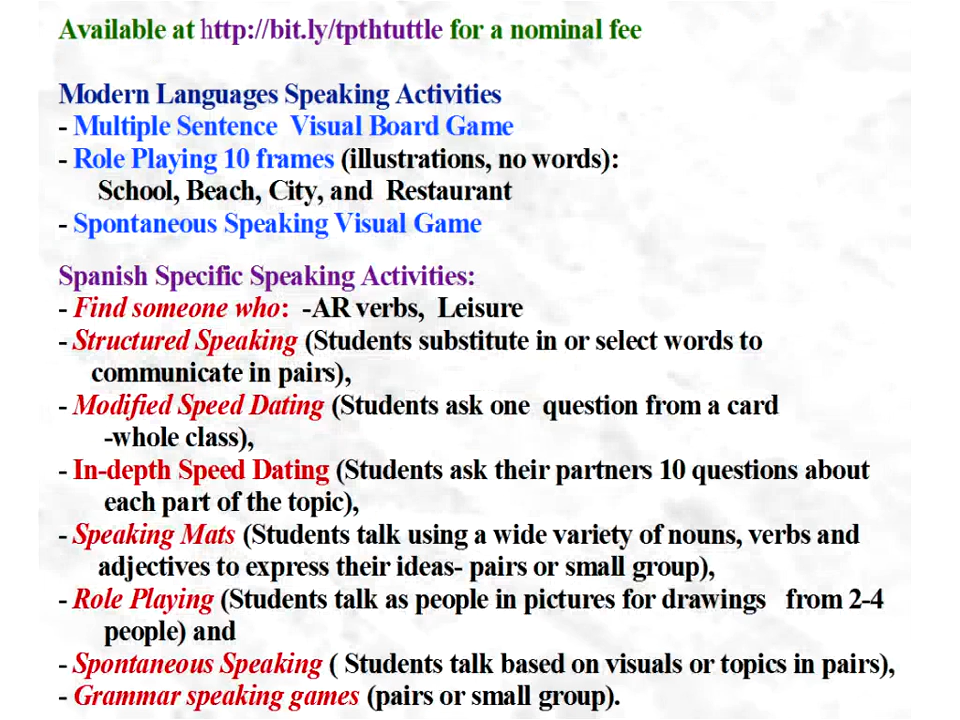 Available at http://bit.ly/tpthtuttle for a nominal fee
Modern Languages Speaking Activities
- Multiple Sentence Visual Board Game
- Role Playing 10 frames (illustrations, no words):
School, Beach, City, and Restaurant
- Spontaneous Speaking Visual Game
Spanish Specific Speaking Activities:
- Find someone who: -AR verbs, Leisure
- Structured Speaking (Students substitute in or select words to
communicate in pairs),
- Modified Speed Dating (Students ask one question from a card
-whole class),
- In-depth Speed Dating (Students ask their partners 10 questions about
each part of the topic),
- Speaking Mats (Students talk using a wide variety of nouns, verbs and
adjectives to express their ideas- pairs or small group),
- Role Playing (Students talk as people in pictures for drawings from 2-4
people) and
- Spontaneous Speaking ( Students talk based on visuals or topics in pairs),
- Grammar speaking games (pairs or small group).